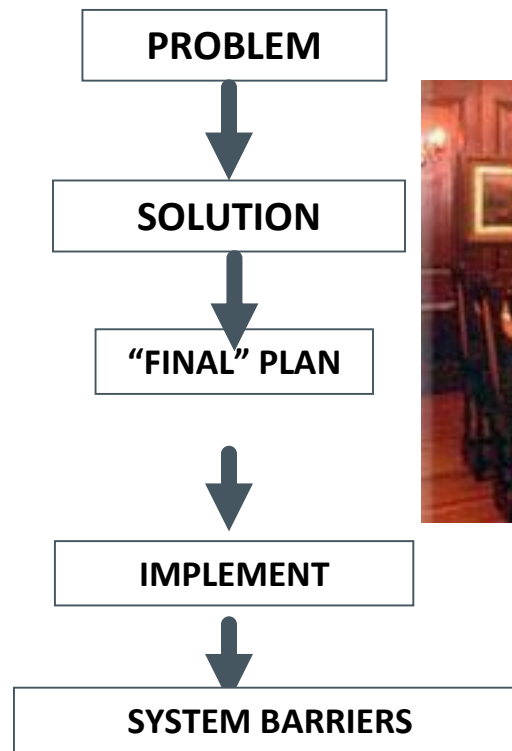 PROBLEM
SOLUTION
“FINAL” PLAN
IMPLEMENT
SYSTEM BARRIERS